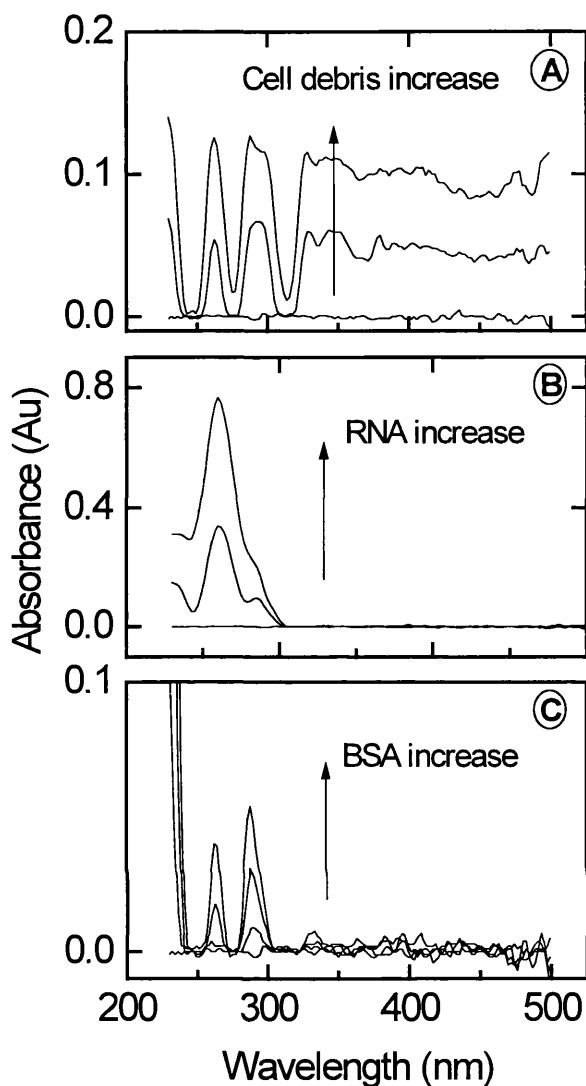 0.2
Cell debris increase
A
0.1
0.0
0.8
B
RNA increase
0.4
0.0
0.1
C
BSA increase
0.0
200 300 400 500
Absorbance (Au)
Wavelength (nm)